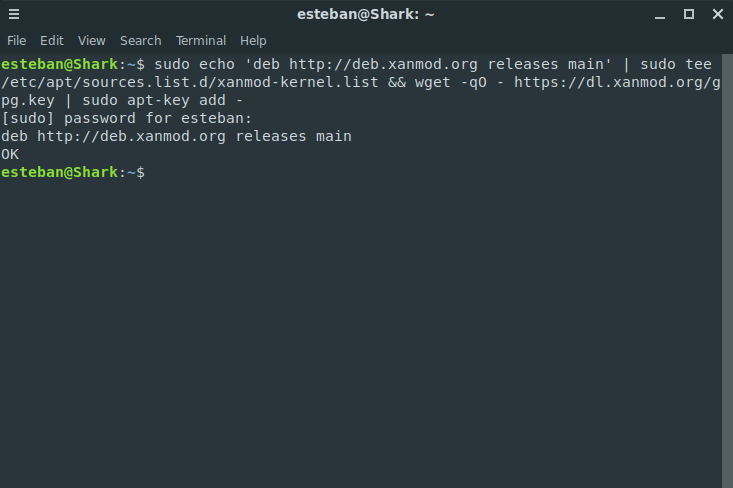 esteban@Shark: ~
File Edit View Search Terminal Help
esteban@Shark:~$ sudo echo 'deb http://deb.xanmod.org releases main' | sudo tee
/etc/apt/sources.list.d/xanmod-kernel.list && wget -qO - https://dl.xanmod.org/g
pg.key | sudo apt-key add -
[sudo] password for esteban:
deb http://deb.xanmod.org releases main
OK
esteban@Shark:~$